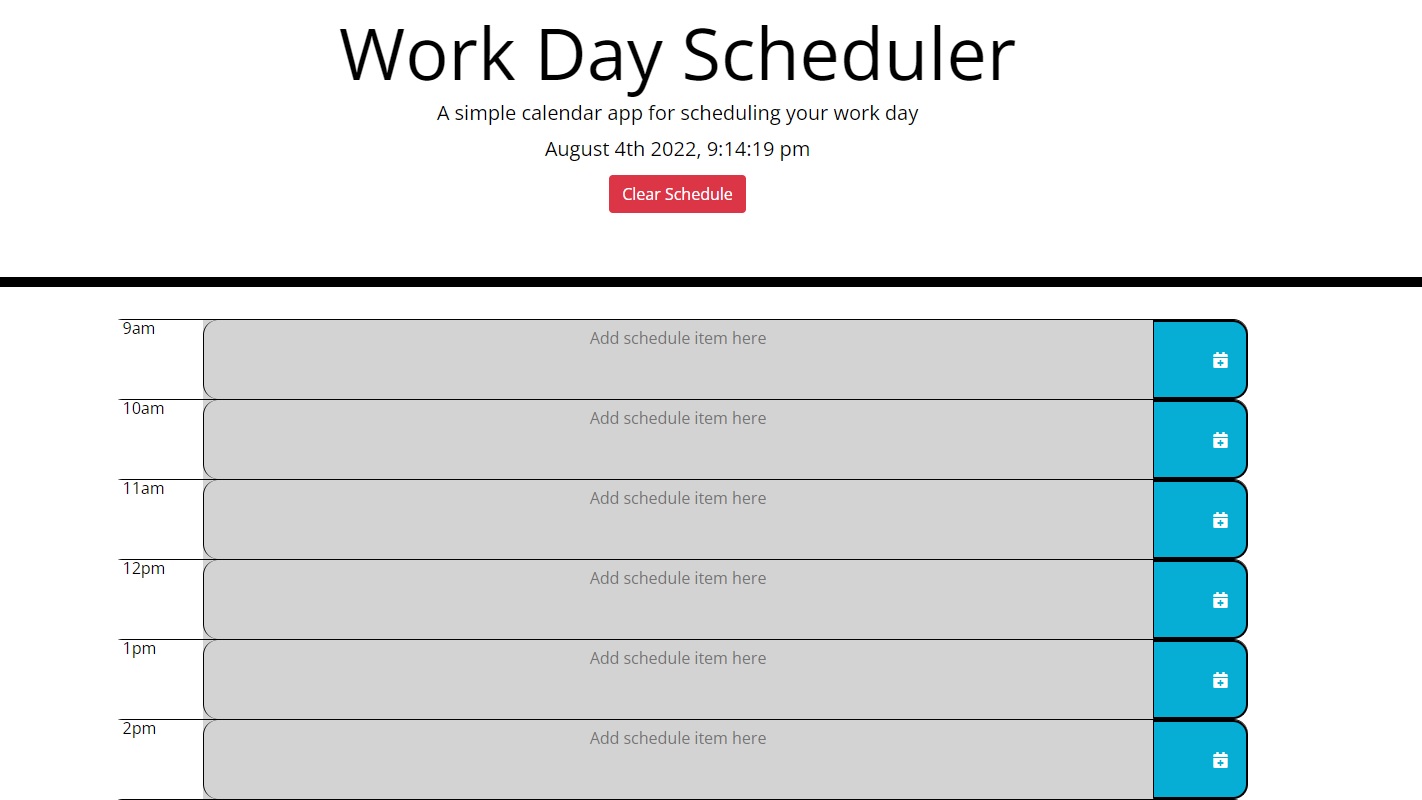 Work Day Scheduler
A simple calendar app for scheduling your work day
August 4th 2022, 9:14:19 pm
Clear Schedule
9am Add schedule item here
10am Add schedule item here
11am Add schedule item here
12pm Add schedule item here
1pm Add schedule item here
2pm Add schedule item here